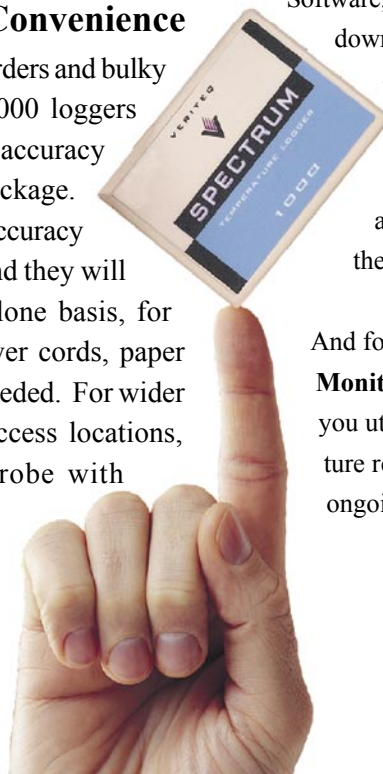 Convenience
rders and bulky
000 loggers
accuracy
ckage.
ccuracy
nd they will
lone basis, for
ver cords, paper
eded. For wider
ccess locations,
robe with
VERITEQ
SPECTRUM
TEMPERATURE LOGGER
1000
Software,
down
a
the
And fo
Monit
you ut
ture re
ongoi